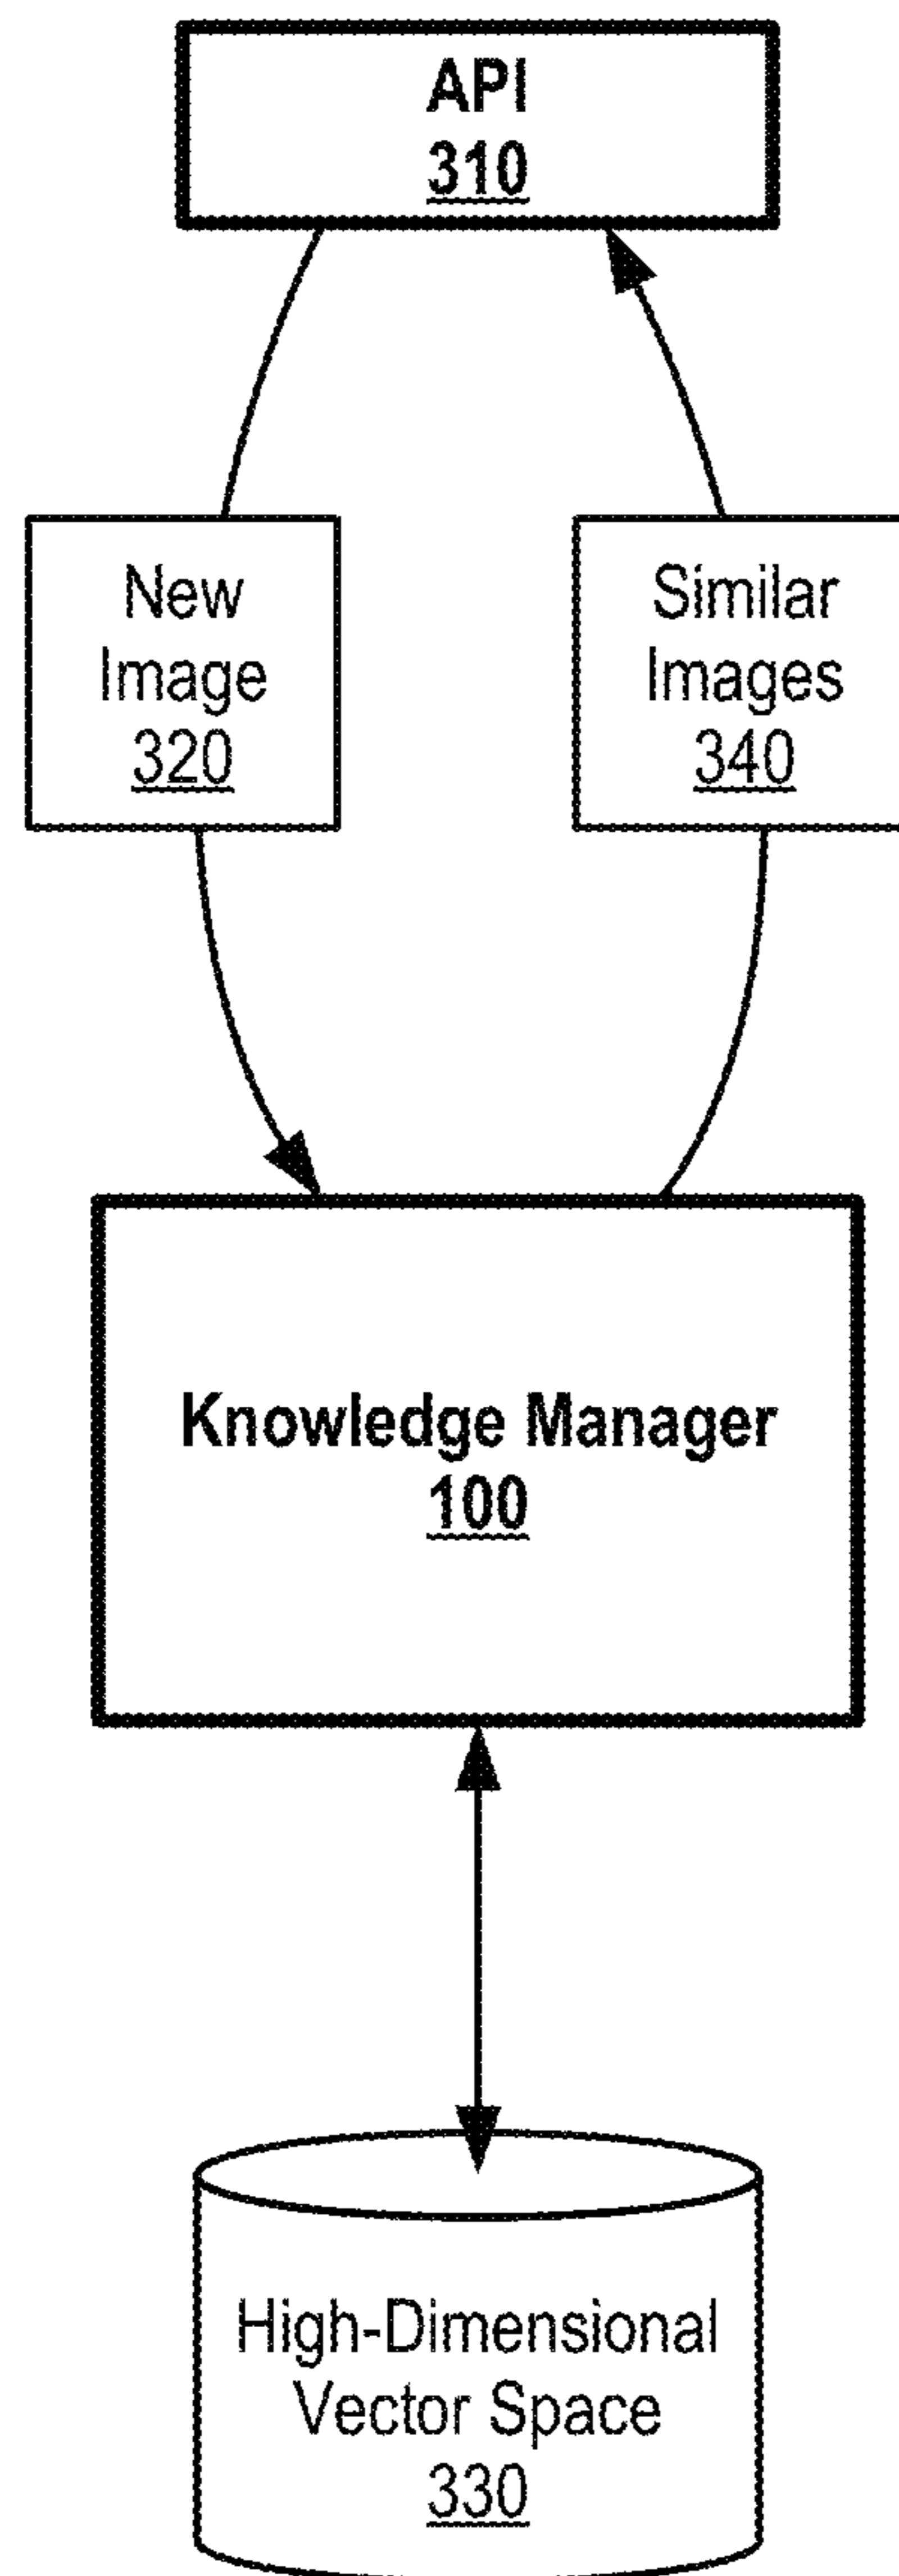 API
310
New
Image
320
Similar
Images
340
Knowledge Manager
100
High-Dimensional
Vector Space
330